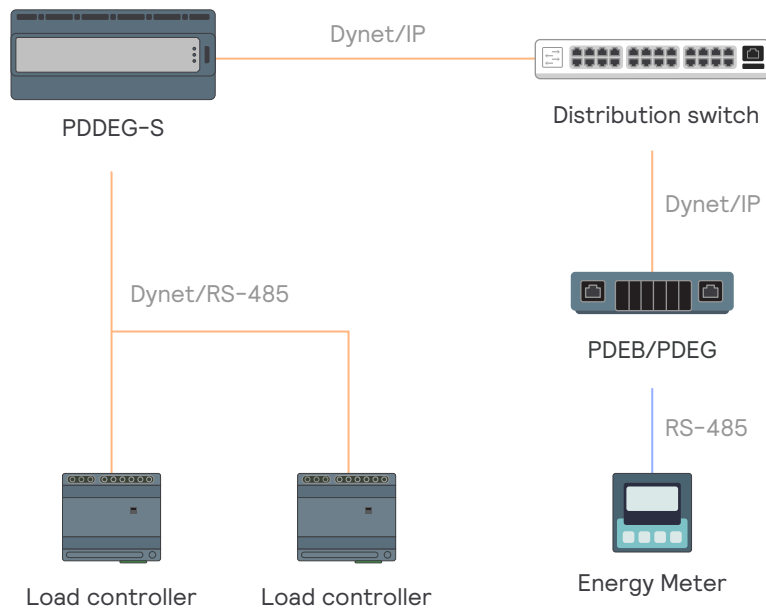 Dynet/IP
PDDEG-S
Distribution switch
Dynet/IP
Dynet/RS-485
PDEB/PDEG
RS-485
Load controller
Load controller
Energy Meter